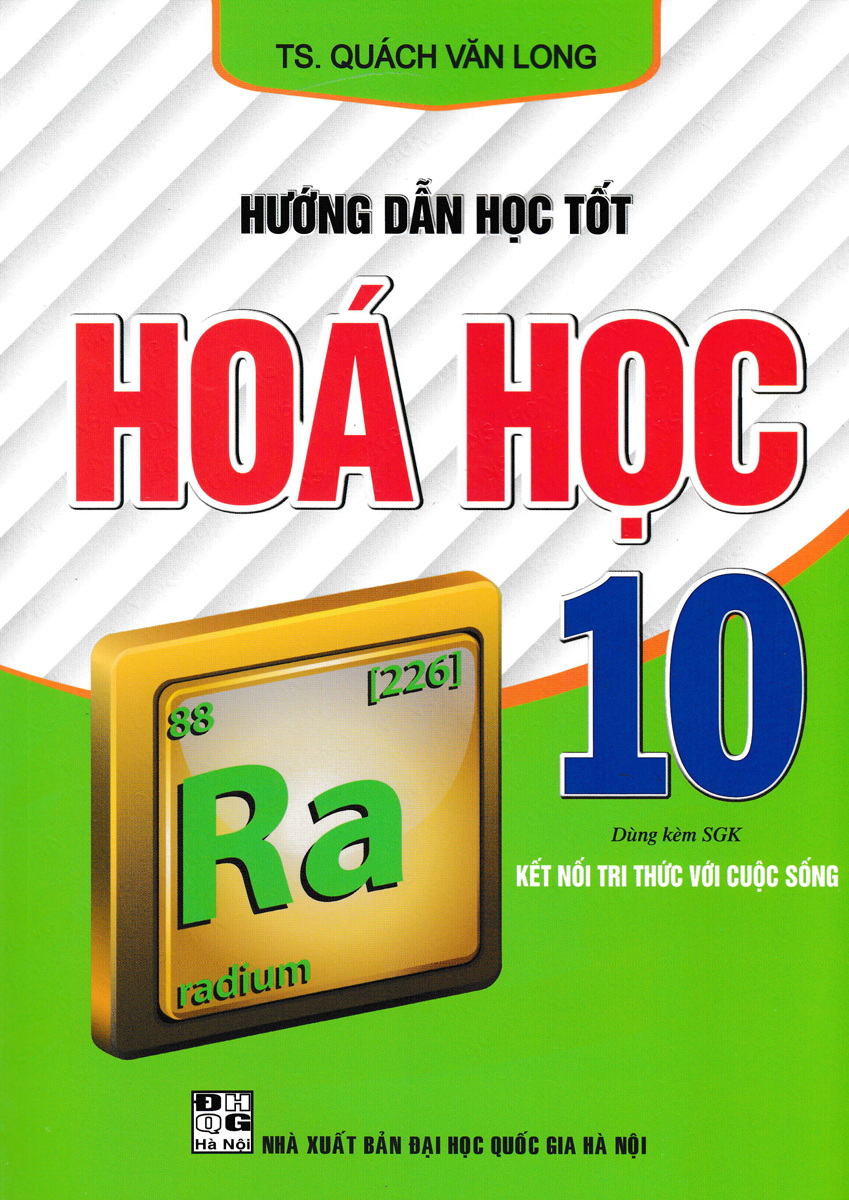 TS. QUÁCH VĂN LONG
HƯỚNG DẪN HỌC TỐT
HOÁ HỌC
10
88
[226]
Ra
radium
Dùng kèm SGK
KẾT NỐI TRI THỨC VỚI CUỘC SỐNG
ĐH
QG
Hà Nội
NHÀ XUẤT BẢN ĐẠI HỌC QUỐC GIA HÀ NỘI